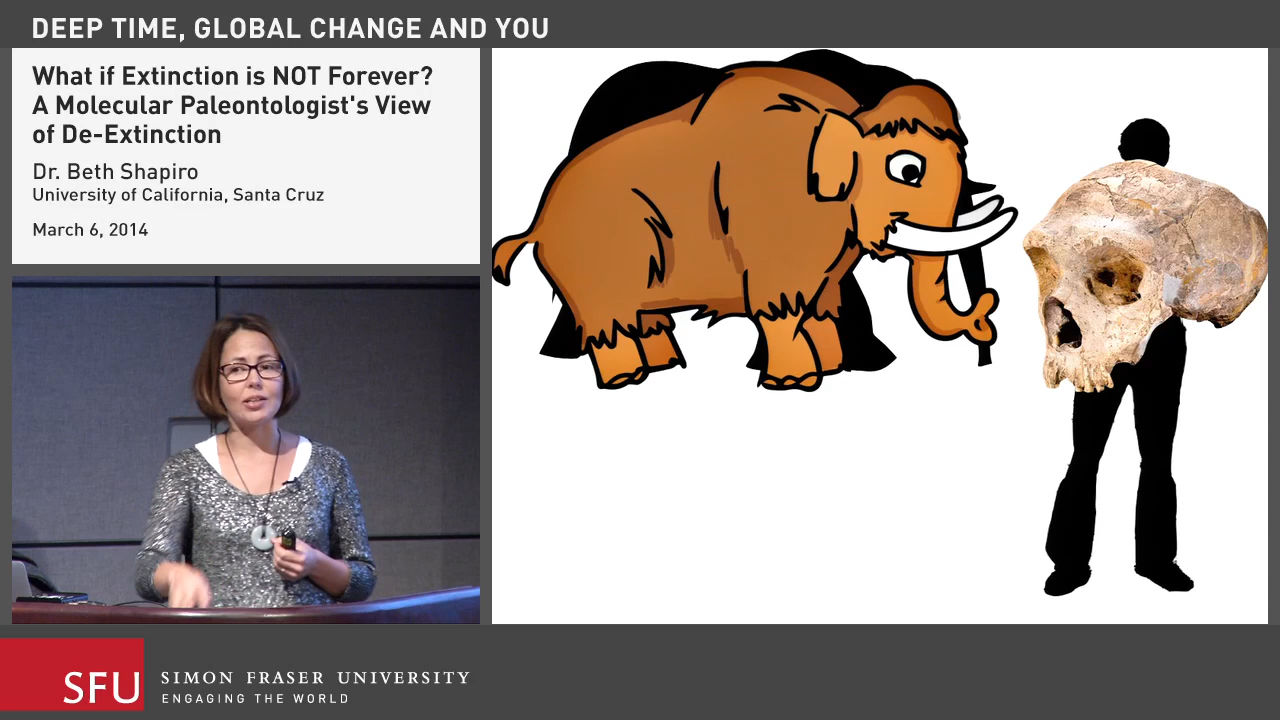 DEEP TIME, GLOBAL CHANGE AND YOU
What if Extinction is NOT Forever?
A Molecular Paleontologist's View
of De-Extinction
Dr. Beth Shapiro
University of California, Santa Cruz
March 6, 2014
SFU
SIMON FRASER UNIVERSITY
ENGAGING THE WORLD